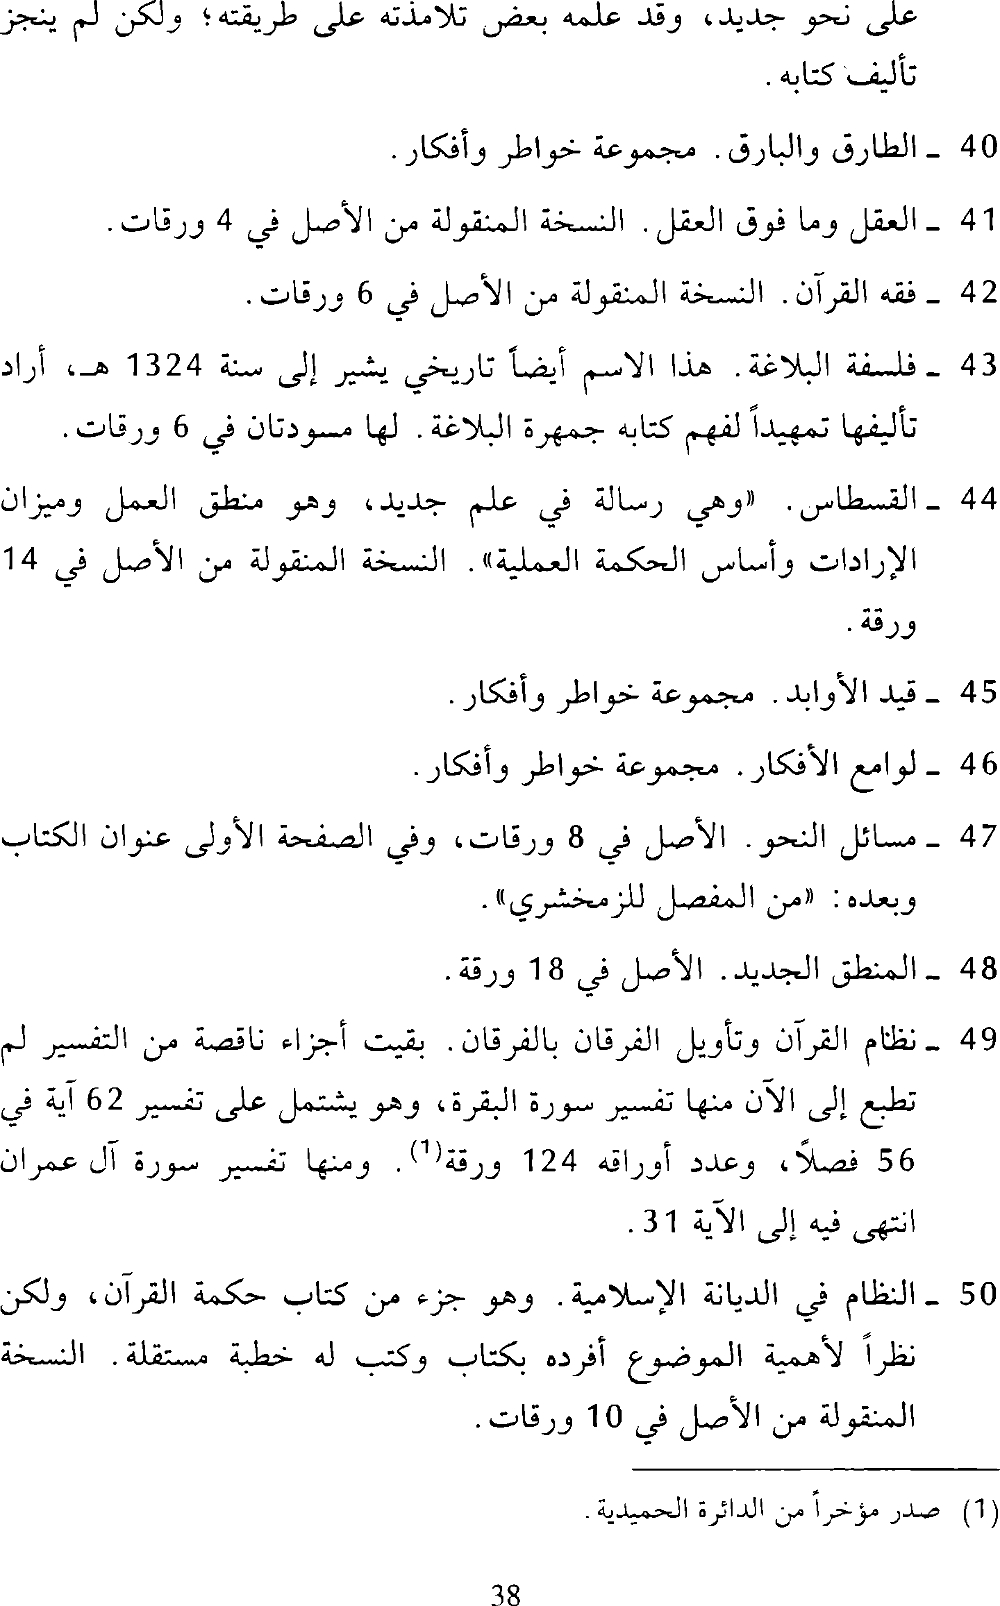 على نحو جديد، وقد علمه بعض تلامذته على طريقته؛ ولكن لم ينجز
تأليف كتابه.
40 ـ الطارق والبارق. مجموعة خواطر وأفكار.
41 ـ العقل وما فوق العقل. النسخة المنقولة من الأصل في 4 ورقات.
42 ـ فقه القرآن. النسخة المنقولة من الأصل في 6 ورقات.
43 ـ فلسفة البلاغة. هذا الاسم أيضاً تاريخي يشير إلى سنة 1324 هـ، أراد
تأليفها تمهيداً لفهم كتابه جمهرة البلاغة. لها مسودتان في 6 ورقات.
44 ـ القسطاس. «وهي رسالة في علم جديد، وهو منطق العمل وميزان
الإرادات وأساس الحكمة العملية». النسخة المنقولة من الأصل في 14
ورقة.
45 ـ قيد الأوابد. مجموعة خواطر وأفكار.
46 ـ لوامع الأفكار. مجموعة خواطر وأفكار.
47 ـ مسائل النحو. الأصل في 8 ورقات، وفي الصفحة الأولى عنوان الكتاب
وبعده: «من المفصل للزمخشري».
48 ـ المنطق الجديد. الأصل في 18 ورقة.
49 ـ نظام القرآن وتأويل الفرقان بالفرقان. بقيت أجزاء ناقصة من التفسير لم
تطبع إلى الآن منها تفسير سورة البقرة، وهو يشتمل على تفسير 62 آية في
56 فصلاً، وعدد أوراقه 124 ورقة(1). ومنها تفسير سورة آل عمران
انتهى فيه إلى الآية 31.
50 ـ النظام في الديانة الإسلامية. وهو جزء من كتاب حكمة القرآن، ولكن
نظراً لأهمية الموضوع أفرده بكتاب وكتب له خطبة مستقلة. النسخة
المنقولة من الأصل في 10 ورقات.
(1) صدر مؤخراً من الدائرة الحميدية.
38